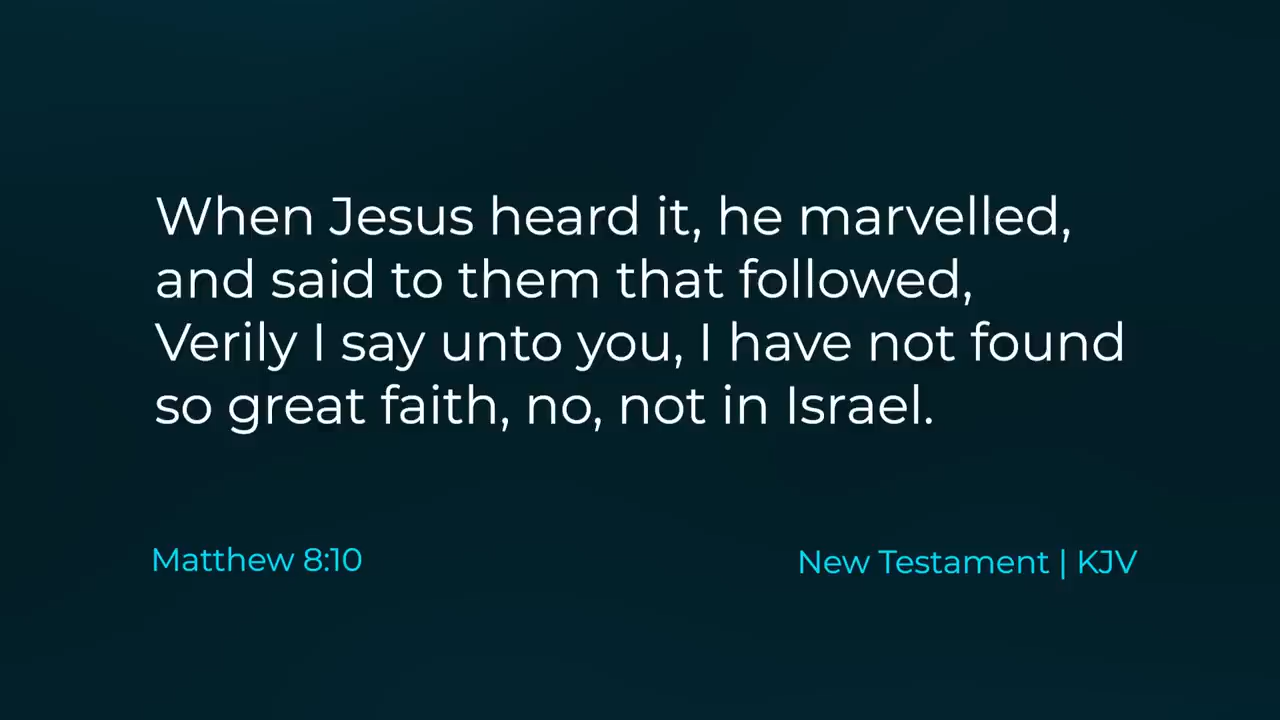 When Jesus heard it, he marvelled,
and said to them that followed,
Verily I say unto you, I have not found
so great faith, no, not in Israel.
Matthew 8:10
New Testament | KJV